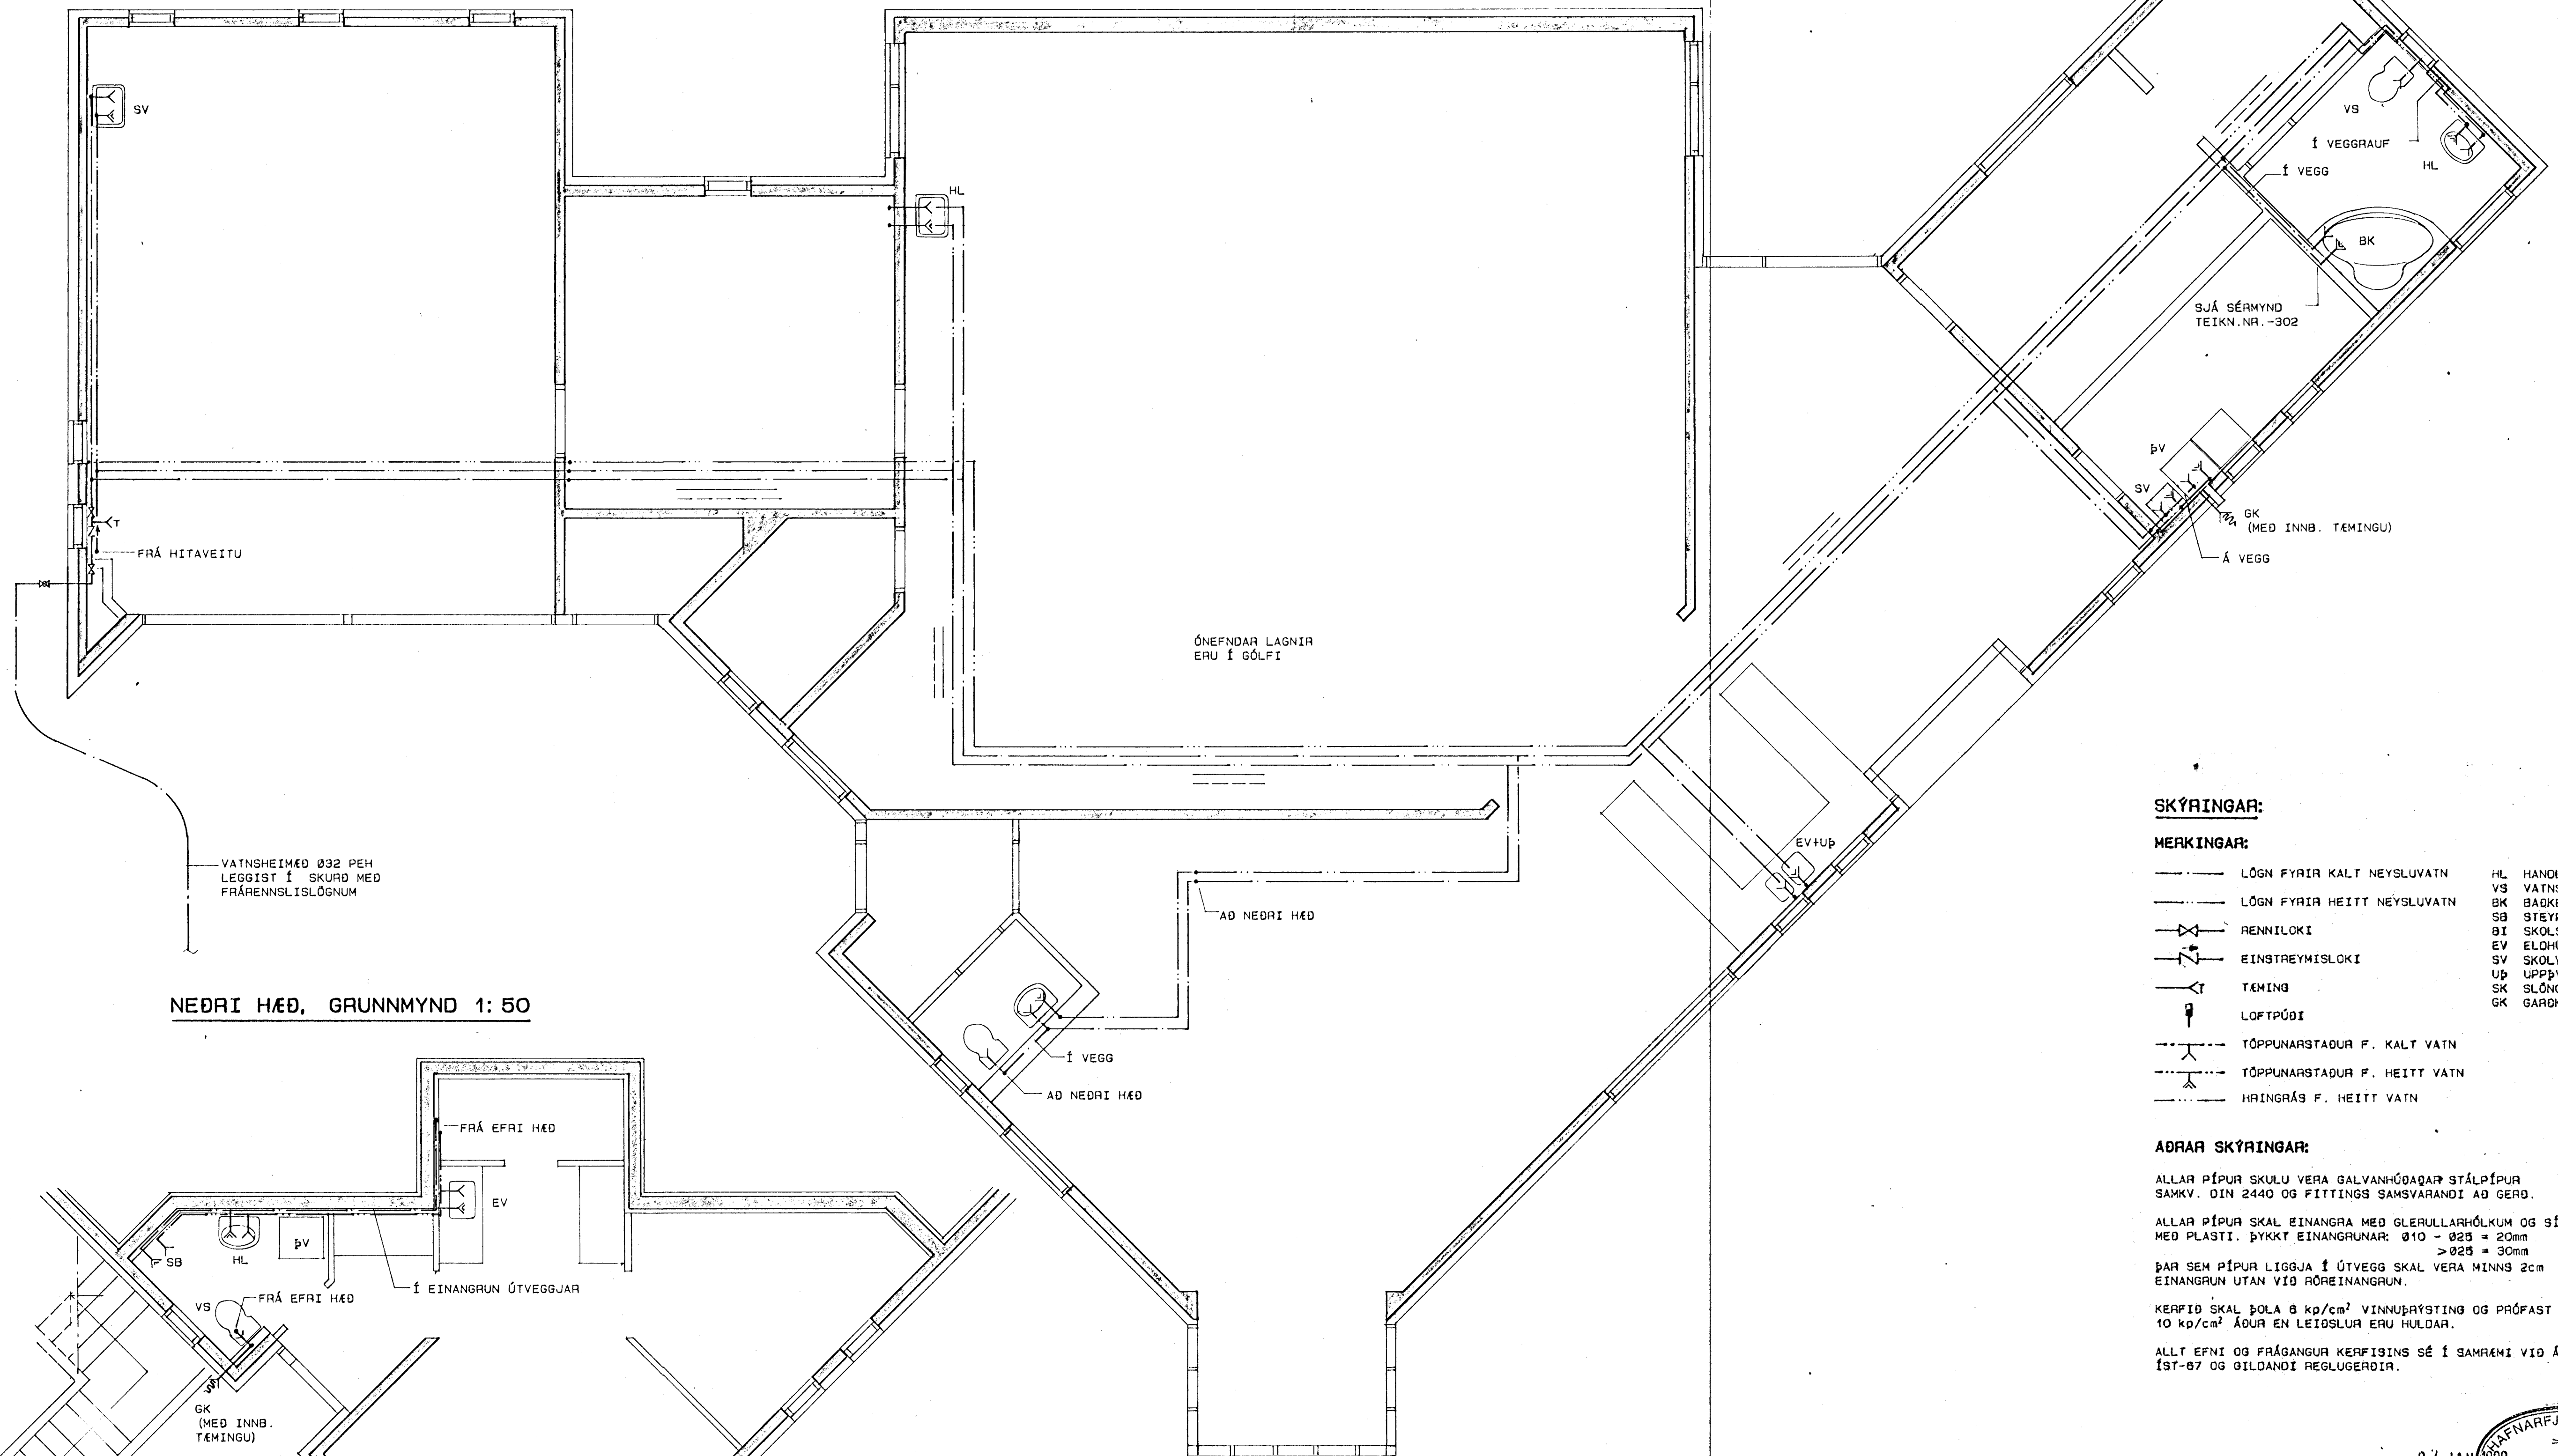 SV
HL
VS
Í VEGGRAUF
HL
Í VEGG
BK
SJÁ SÉRMYND
TEIKN.NR.-302
ÞV
SV
GK
(MEÐ INNB. TÆMINGU)
Á VEGG
T
FRÁ HITAVEITU
ÓNEFNDAR LAGNIR
ERU Í GÓLFI
EV+UÞ
VATNSHEIMÆÐ Ø32 PEH
LEGGIST Í SKURÐ MEÐ
FRÁRENNSLISLÖGNUM
AÐ NEÐRI HÆÐ
Í VEGG
AÐ NEÐRI HÆÐ
NEÐRI HÆÐ, GRUNNMYND 1:50
FRÁ EFRI HÆÐ
EV
ÞV
HL
SB
Í EINANGRUN ÚTVEGGJAR
VS
FRÁ EFRI HÆÐ
GK
(MEÐ INNB.
TÆMINGU)
SKÝRINGAR:
MERKINGAR:
LÖGN FYRIR KALT NEYSLUVATN
LÖGN FYRIR HEITT NEYSLUVATN
RENNILOKI
EINSTREYMISLOKI
T TÆMING
LOFTPÚÐI
TÖPPUNARSTAÐUR F. KALT VATN
TÖPPUNARSTAÐUR F. HEITT VATN
HRINGRÁS F. HEITT VATN
HL
VS
BK
SB
BI
EV
SV
UÞ
SK
GK
AÐRAR SKÝRINGAR:
ALLAR PÍPUR SKULU VERA GALVANHÚÐAÐAR STÁLPÍPUR
SAMKV. DIN 2440 OG FITTINGS SAMSVARANDI AÐ GERÐ.
ALLAR PÍPUR SKAL EINANGRA MEÐ GLERULLARHÓLKUM OG
MEÐ PLASTI. ÞYKKT EINANGRUNAR: Ø10 - Ø25 = 20mm
>Ø25 = 30mm
ÞAR SEM PÍPUR LIGGJA Í ÚTVEGG SKAL VERA MINNS 2cm
EINANGRUN UTAN VIÐ RÖREINANGRUN.
KERFIÐ SKAL ÞOLA 6 kp/cm² VINNUÞRÝSTING OG PRÓFAST
10 kp/cm² ÁÐUR EN LEIÐSLUR ERU HULDAR.
ALLT EFNI OG FRÁGANGUR KERFISINS SÉ Í SAMRÆMI VIÐ
ÍST-67 OG GILDANDI REGLUGERÐIR.